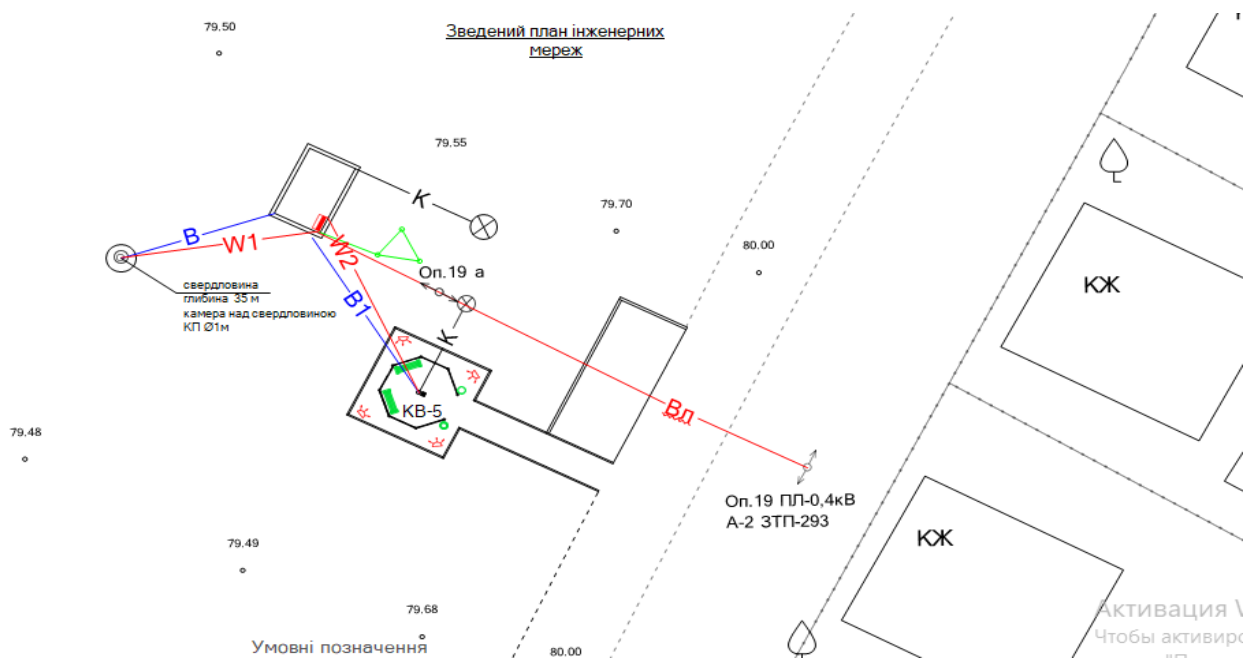 79.50
Зведений план інженерних
мереж
79.55
К
79.70
80.00
В
W1
W2
Оп.19 а
КЖ
свердловина
глибина 35 м
камера над свердловиною
КП Ø1м
В1
К
КВ-5
Вл
79.48
Оп.19 ПЛ-0,4кВ
А-2 ЗТП-293
КЖ
79.49
79.68
Умовні позначення
80.00
Активация
Чтобы активиро